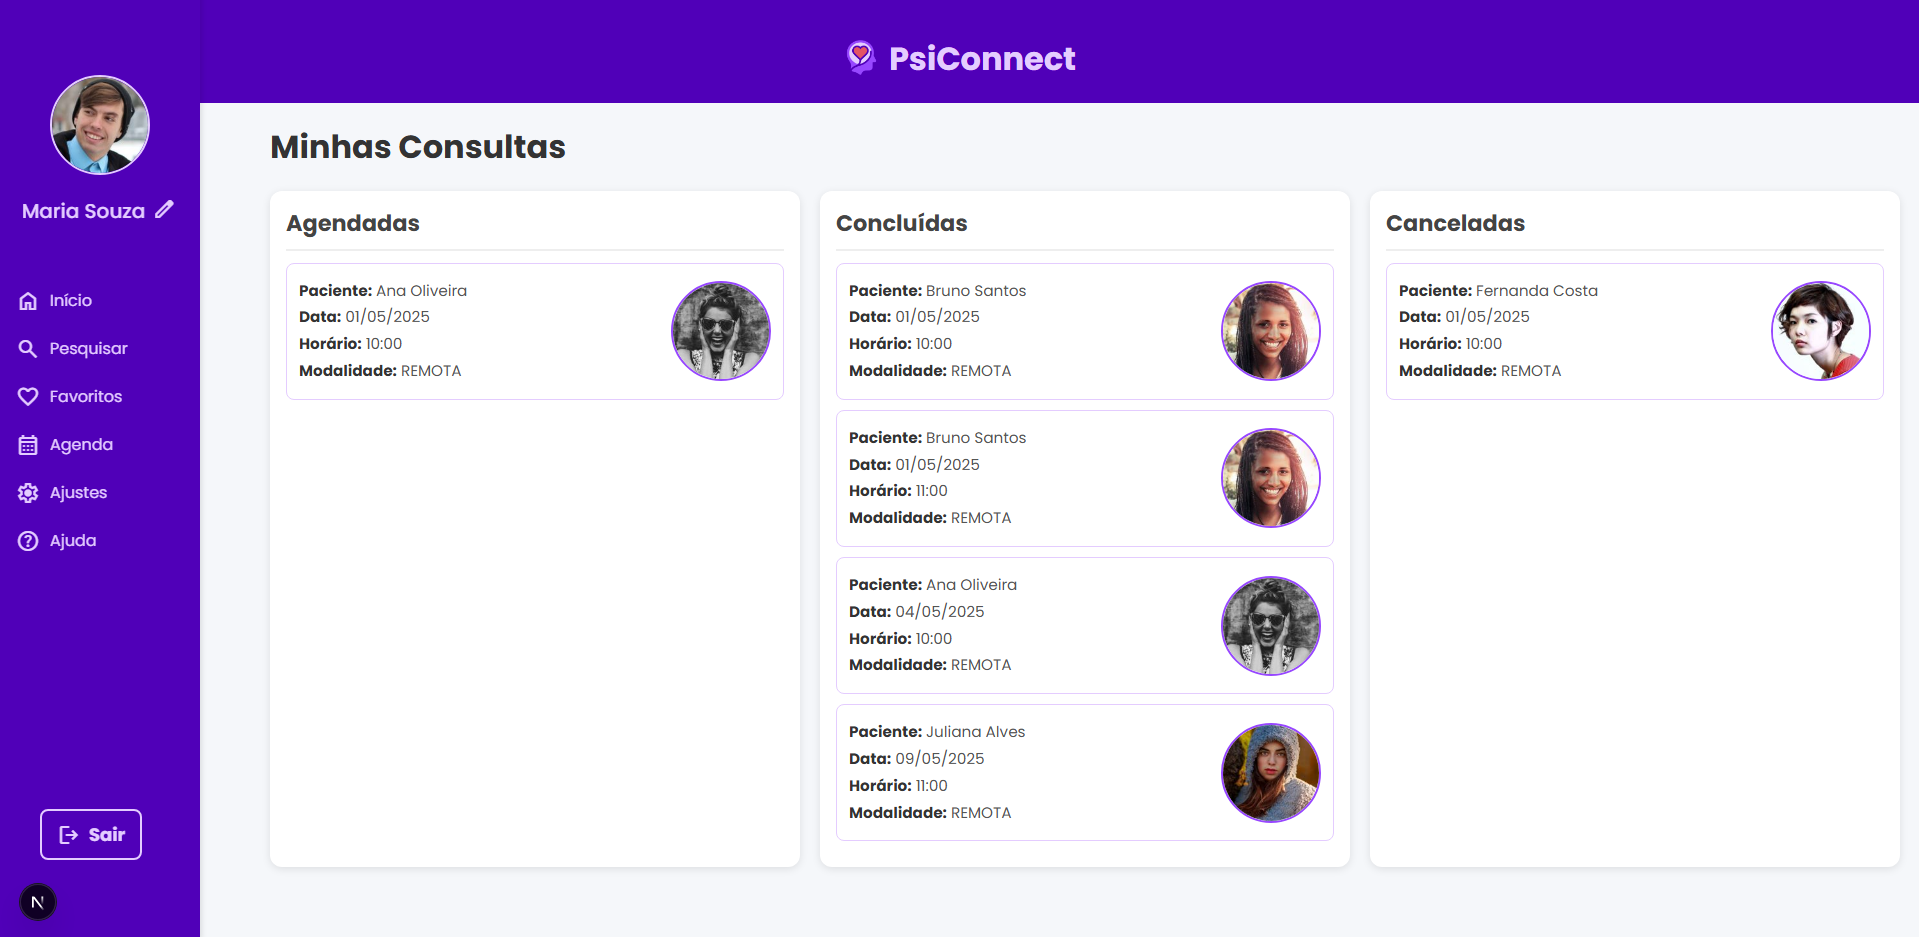 PsiConnect
Maria Souza
Início
Pesquisar
Favoritos
Agenda
Ajustes
Ajuda
Sair
N
Minhas Consultas
Agendadas
Paciente: Ana Oliveira
Data: 01/05/2025
Horário: 10:00
Modalidade: REMOTA
Concluídas
Paciente: Bruno Santos
Data: 01/05/2025
Horário: 10:00
Modalidade: REMOTA
Paciente: Bruno Santos
Data: 01/05/2025
Horário: 11:00
Modalidade: REMOTA
Paciente: Ana Oliveira
Data: 04/05/2025
Horário: 10:00
Modalidade: REMOTA
Paciente: Juliana Alves
Data: 09/05/2025
Horário: 11:00
Modalidade: REMOTA
Canceladas
Paciente: Fernanda Costa
Data: 01/05/2025
Horário: 10:00
Modalidade: REMOTA